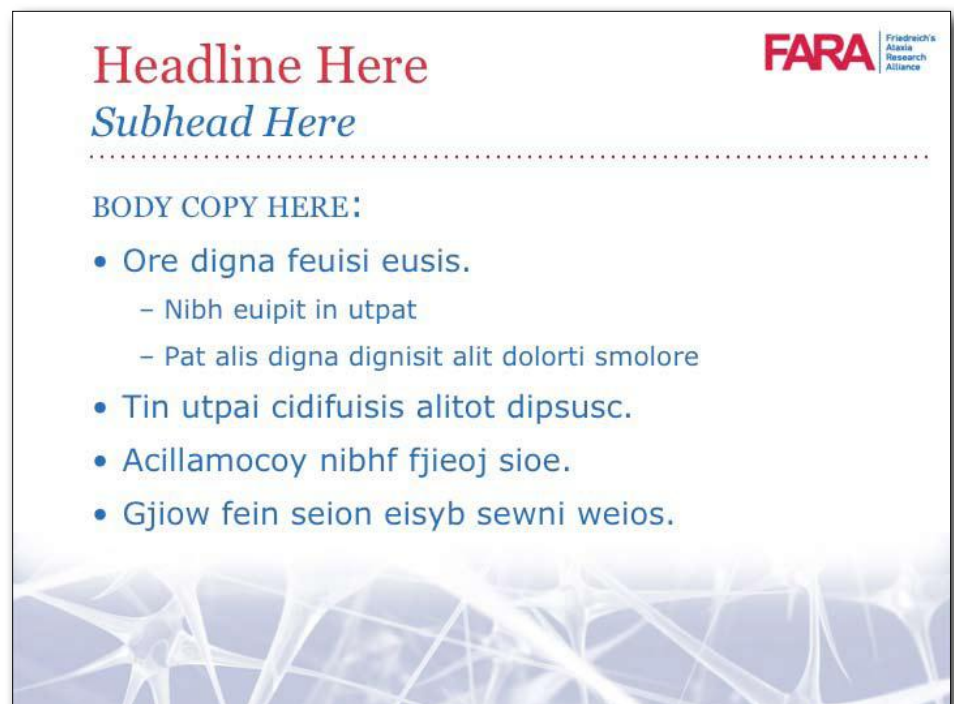 Headline Here
FARA
Friedreich's
Ataxia
Research
Alliance
Subhead Here
BODY COPY HERE:
• Ore digna feuisi eusis.
– Nibh euipit in utpat
– Pat alis digna dignisit alit dolorti smolore
• Tin utpai cidifuisis alitot dipsusc.
• Acillamocoy nibhf fjieoj sioe.
• Gjiow fein seion eisyb sewni weios.